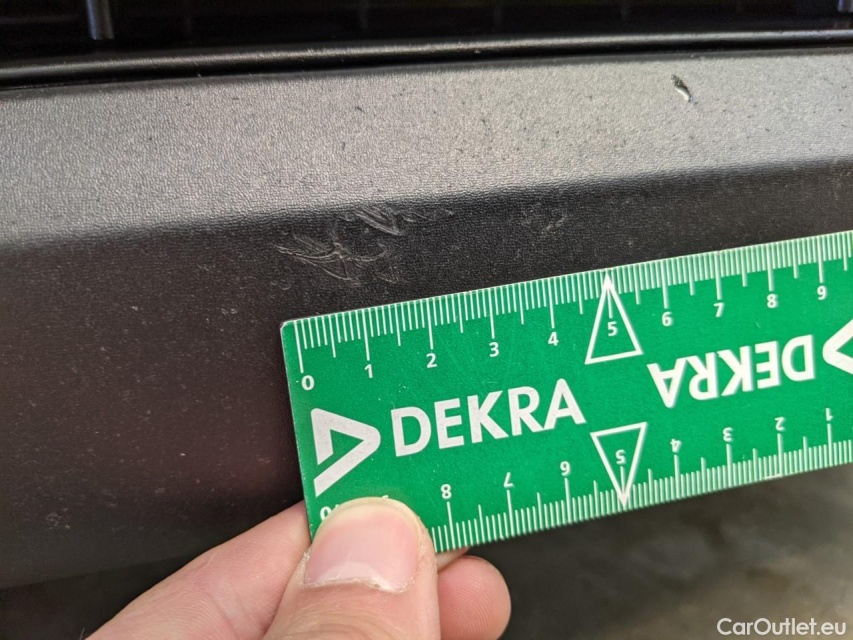 0 1 2 3 4 5 6 7 8 9
DEKRA DEKRA
8 7 6 5 4 3 2 1
CarOutlet.eu